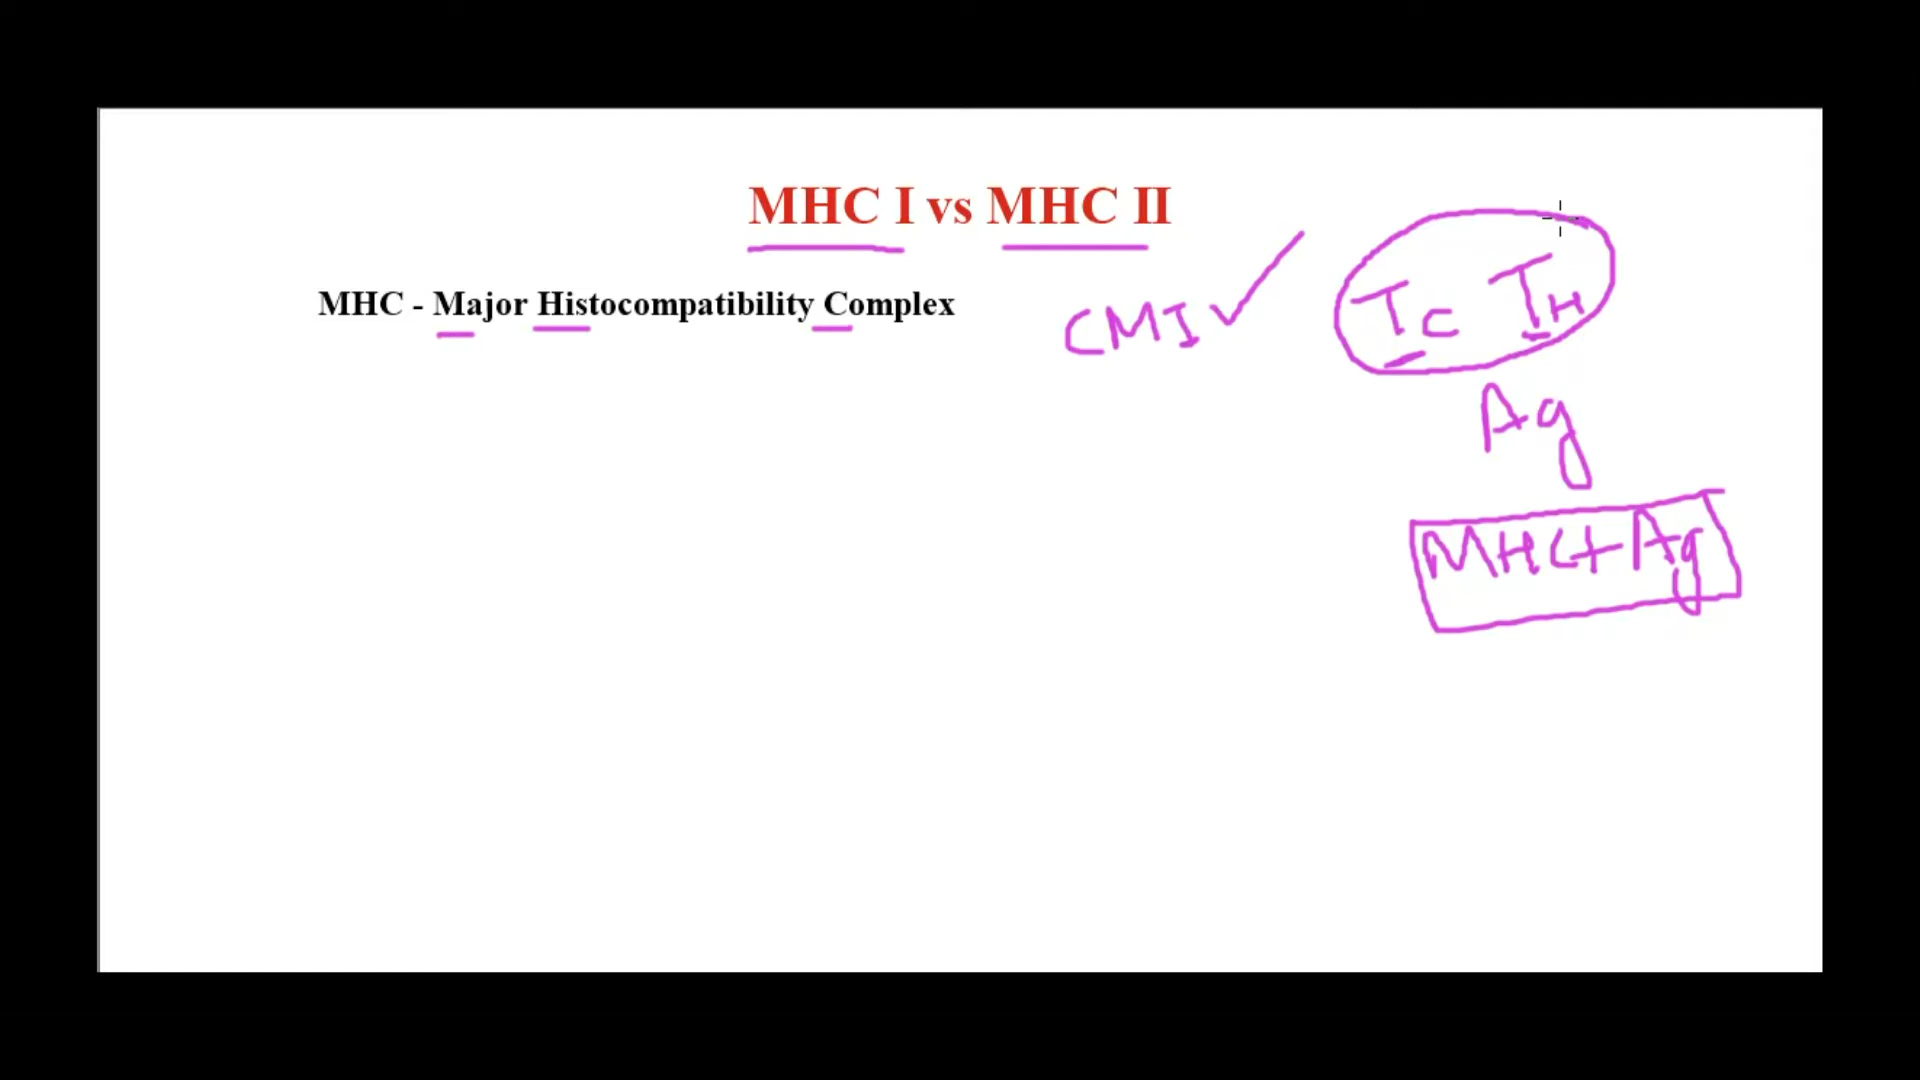 MHC I vs MHC II
MHC - Major Histocompatibility Complex
CMI
Tc TH
Ag
MHC+Ag